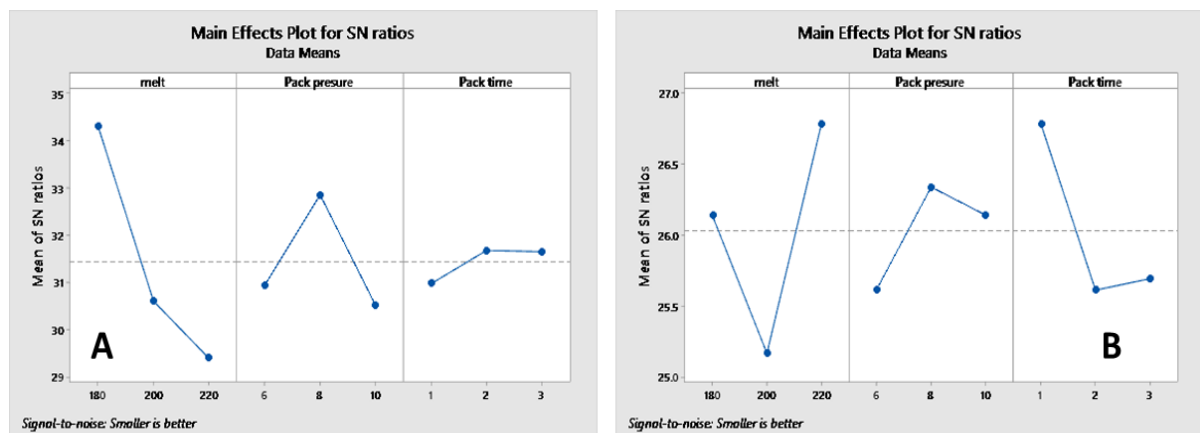 Main Effects Plot for SN ratios
Data Means
melt Pack presure Pack time
Mean of SN ratios
35
34
33
32
31
30
29
180 200 220 6 8 10 1 2 3
A
Signal-to-noise: Smaller is better
Main Effects Plot for SN ratios
Data Means
melt Pack presure Pack time
Mean of SN ratios
27.0
26.5
26.0
25.5
25.0
180 200 220 6 8 10 1 2 3
B
Signal-to-noise: Smaller is better